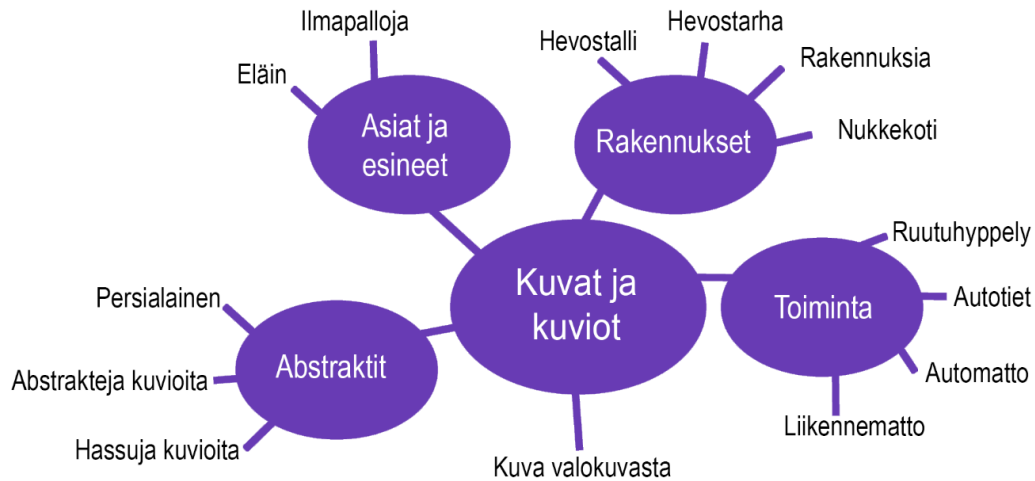 Ilmapalloja
Eläin
Asiat ja
esineet
Hevostalli
Hevostarha
Rakennuksia
Nukkekoti
Rakennukset
Kuvat ja
kuviot
Ruutuhyppely
Autotiet
Automatto
Liikennematto
Toiminta
Persialainen
Abstrakteja kuvioita
Hassuja kuvioita
Abstraktit
Kuva valokuvasta